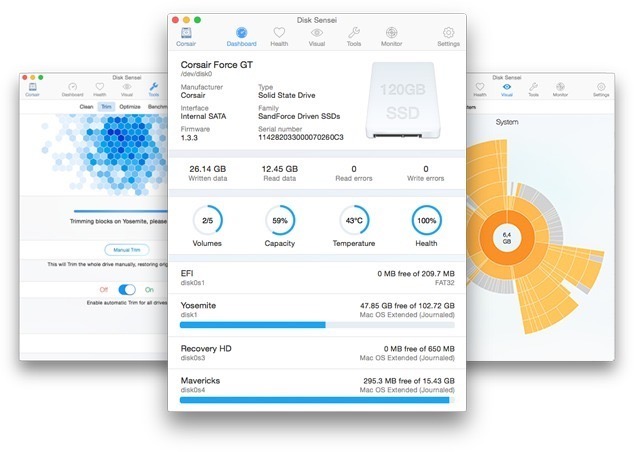 Disk Sensei
Corsair
Dashboard
Health
Visual
Tools
Monitor
Settings
Corsair Force GT
/dev/disk0
Manufacturer
Corsair
Type
Solid State Drive
Interface
Internal SATA
Family
SandForce Driven SSDs
Firmware
1.3.3
Serial number
11428203000070260C3
120GB
SSD
26.14 GB
Written data
12.45 GB
Read data
0
Read errors
0
Write errors
2/5
Volumes
59%
Capacity
43°C
Temperature
100%
Health
EFI
disk0s1
0 MB free of 209.7 MB
FAT32
Yosemite
disk1
47.85 GB free of 102.72 GB
Mac OS Extended (Journaled)
Recovery HD
disk0s3
0 MB free of 650 MB
Mac OS Extended (Journaled)
Mavericks
disk0s4
295.3 MB free of 15.43 GB
Mac OS Extended (Journaled)
Disk Sensei
Corsair
Dashboard
Health
Visual
Tools
Clean
Trim
Optimize
Benchm
Trimming blocks on Yosemite, please
Manual Trim
This will Trim the whole drive manually, restoring orig
Off
On
Enable automatic Trim for all drives
Disk Sensei
Health
Visual
Tools
Monitor
Settings
tem
System
6,4
GB